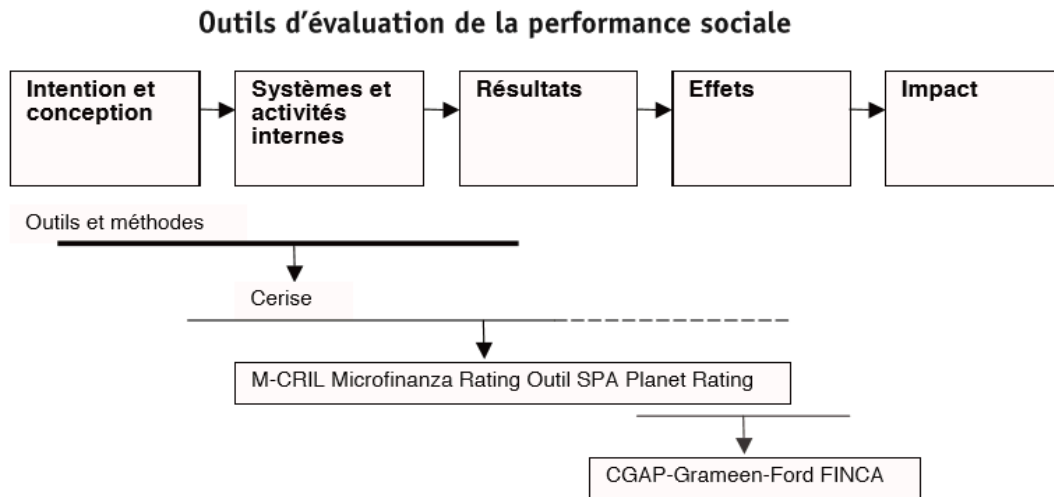 Outils d'évaluation de la performance sociale
Intention et
conception
Systèmes et
activités
internes
Résultats
Effets
Impact
Outils et méthodes
Cerise
M-CRIL Microfinanza Rating Outil SPA Planet Rating
CGAP-Grameen-Ford FINCA